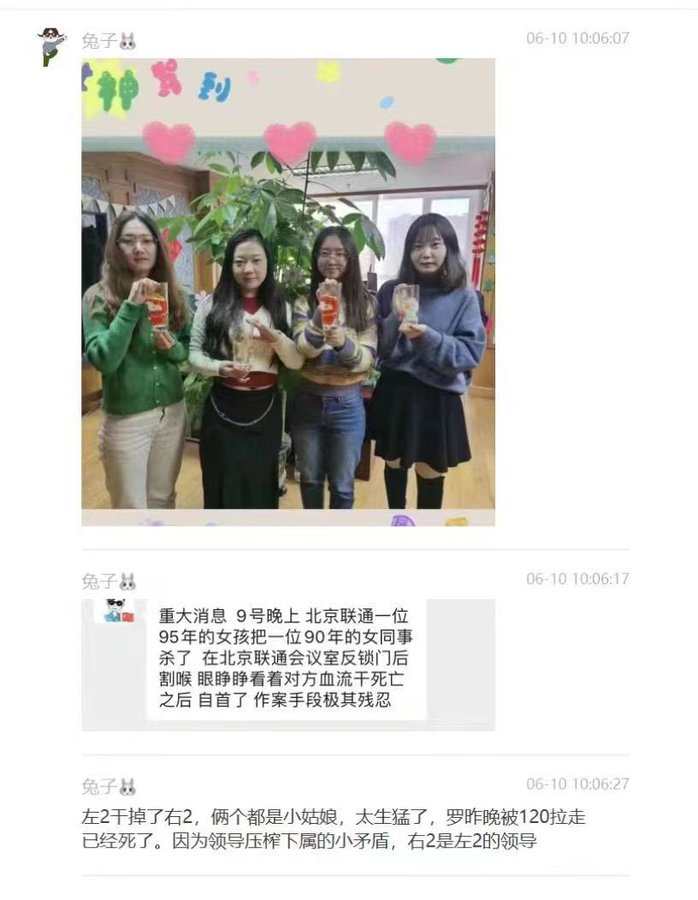 兔子🐰
06-10 10:06:07
神驾到
兔子🐰
06-10 10:06:17
重大消息 9号晚上 北京联通一位
95年的女孩把一位90年的女同事
杀了 在北京联通会议室反锁门后
割喉 眼睁睁看着对方血流干死亡
之后 自首了 作案手段极其残忍
兔子🐰
06-10 10:06:27
左2干掉了右2，俩个都是小姑娘，太生猛了，罗昨晚被120拉走
已经死了。因为领导压榨下属的小矛盾，右2是左2的领导